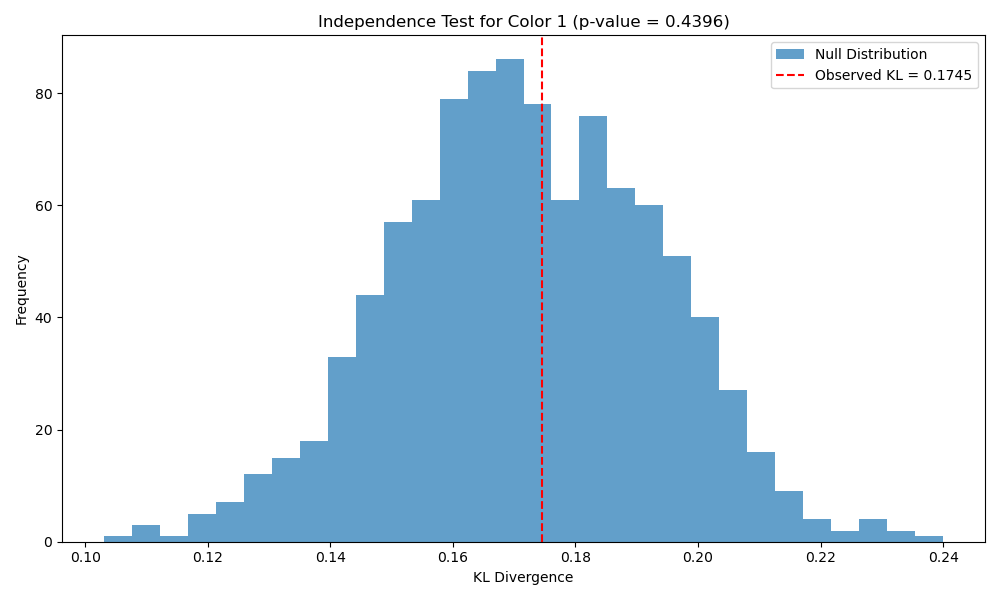 Independence Test for Color 1 (p-value = 0.4396)
Null Distribution
Observed KL = 0.1745
Frequency
80
60
40
20
0
0.10 0.12 0.14 0.16 0.18 0.20 0.22 0.24
KL Divergence